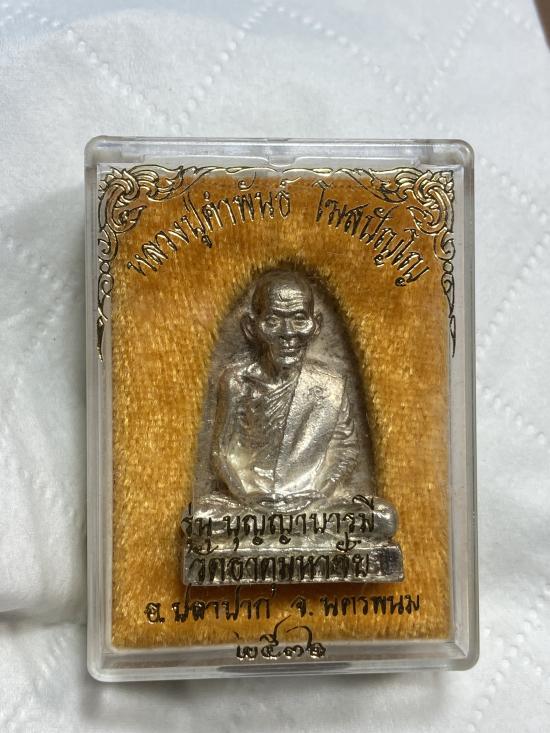 หลวงปู่คำพันธ์ โฆสปัญโญ
รุ่น บุญญาบารมี
วัดธาตุมหาชัย
อ.ปลาปาก จ.นครพนม
๒๕๓๖